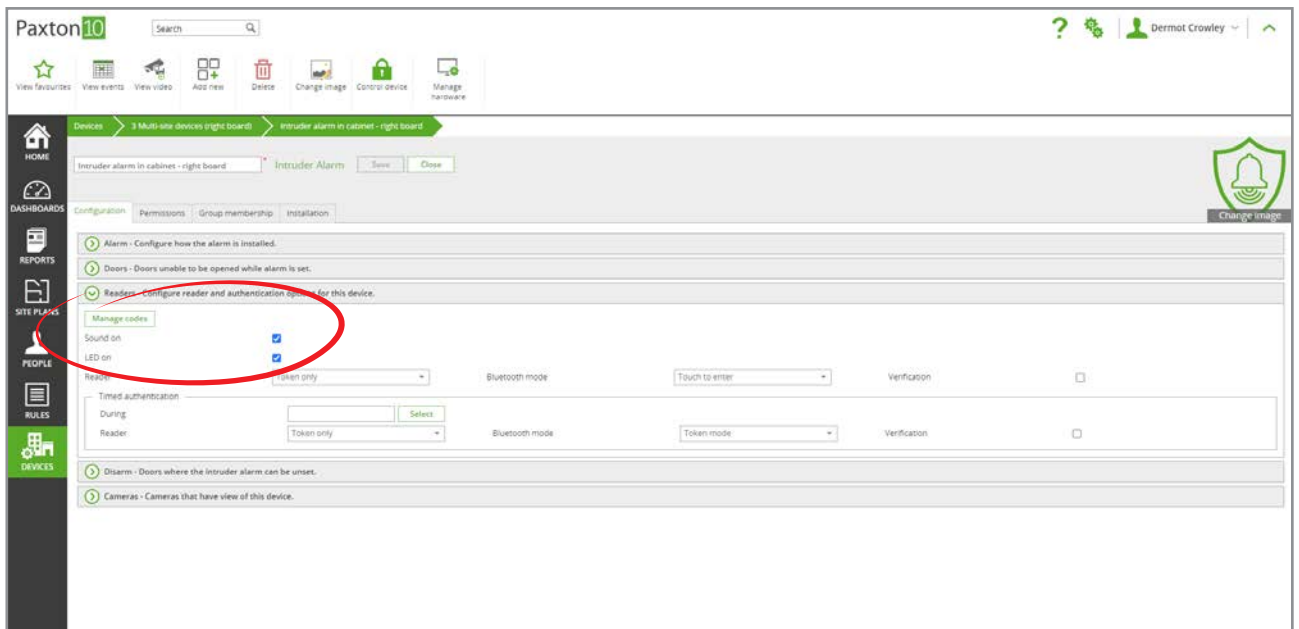 Paxton10 Search Dermot Crowley
View favourites View events View video Add new Delete Change image Control device Manage hardware
Devices 3 Multi-site devices (right board) Intruder alarm in cabinet - right board
HOME
Intruder alarm in cabinet - right board * Intruder Alarm Save Close
DASHBOARDS
Configuration Permissions Group membership Installation
Change image
Alarm - Configure how the alarm is installed.
REPORTS
Doors - Doors unable to be opened while alarm is set.
Readers - Configure reader and authentication options for this device.
SITE PLANS
Manage codes
Sound on
LED on
PEOPLE
Reader Token only Bluetooth mode Touch to enter Verification
Timed authentication
During Select
RULES
Reader Token only Bluetooth mode Token mode Verification
DEVICES
Disarm - Doors where the intruder alarm can be unset.
Cameras - Cameras that have view of this device.